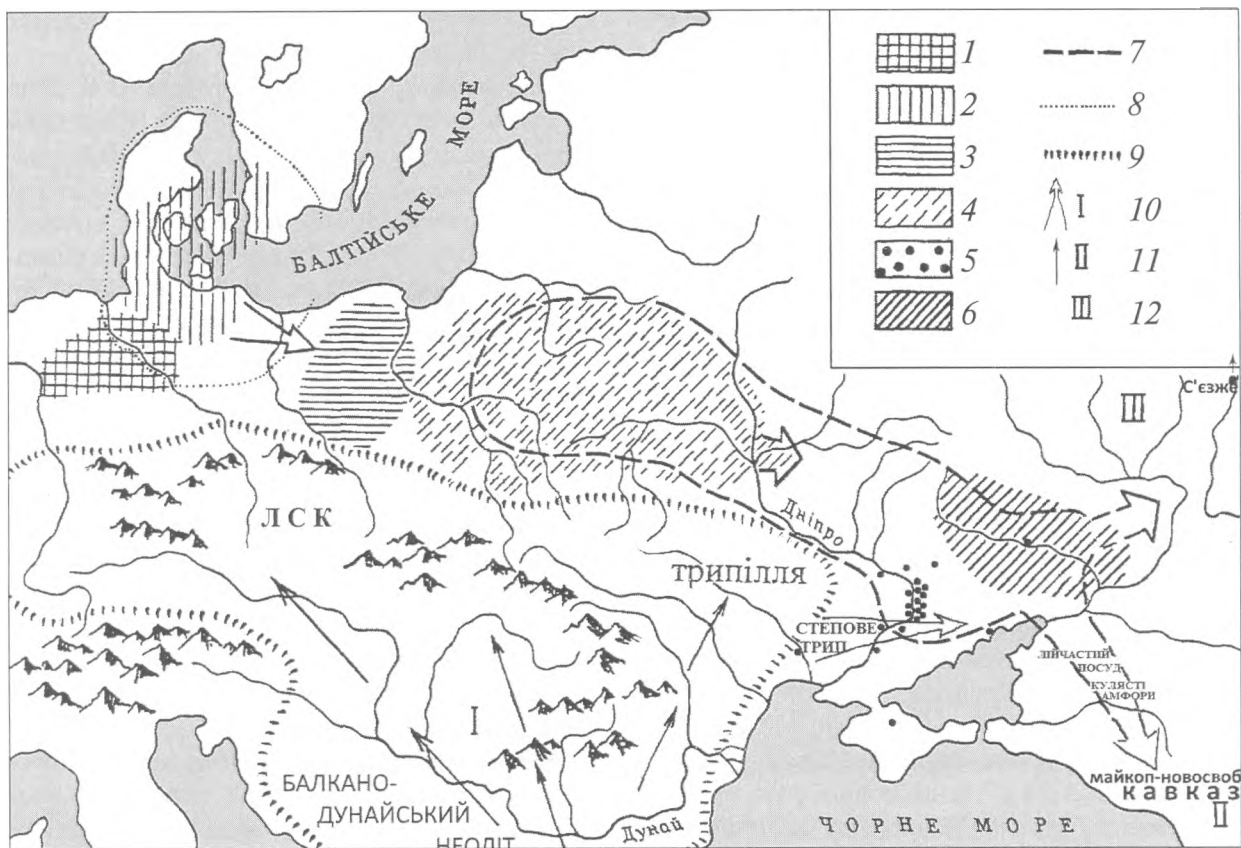 1
2
3
4
5
6
7
8
9
I 10
II 11
III 12
БАЛТІЙСЬКЕ
МОРЕ
С'єзже
III
ЛСК
Дніпро
трипілля
СТЕПОВЕ
ТРИП.
ЛІЙЧАСТИЙ
ПОСУД
КУЛЯСТІ
АМФОРИ
I
майкоп-новосвоб
кавказ
II
БАЛКАНО-
ДУНАЙСЬКИЙ
НЕОЛІТ
Дунай
ЧОРНЕ МОРЕ